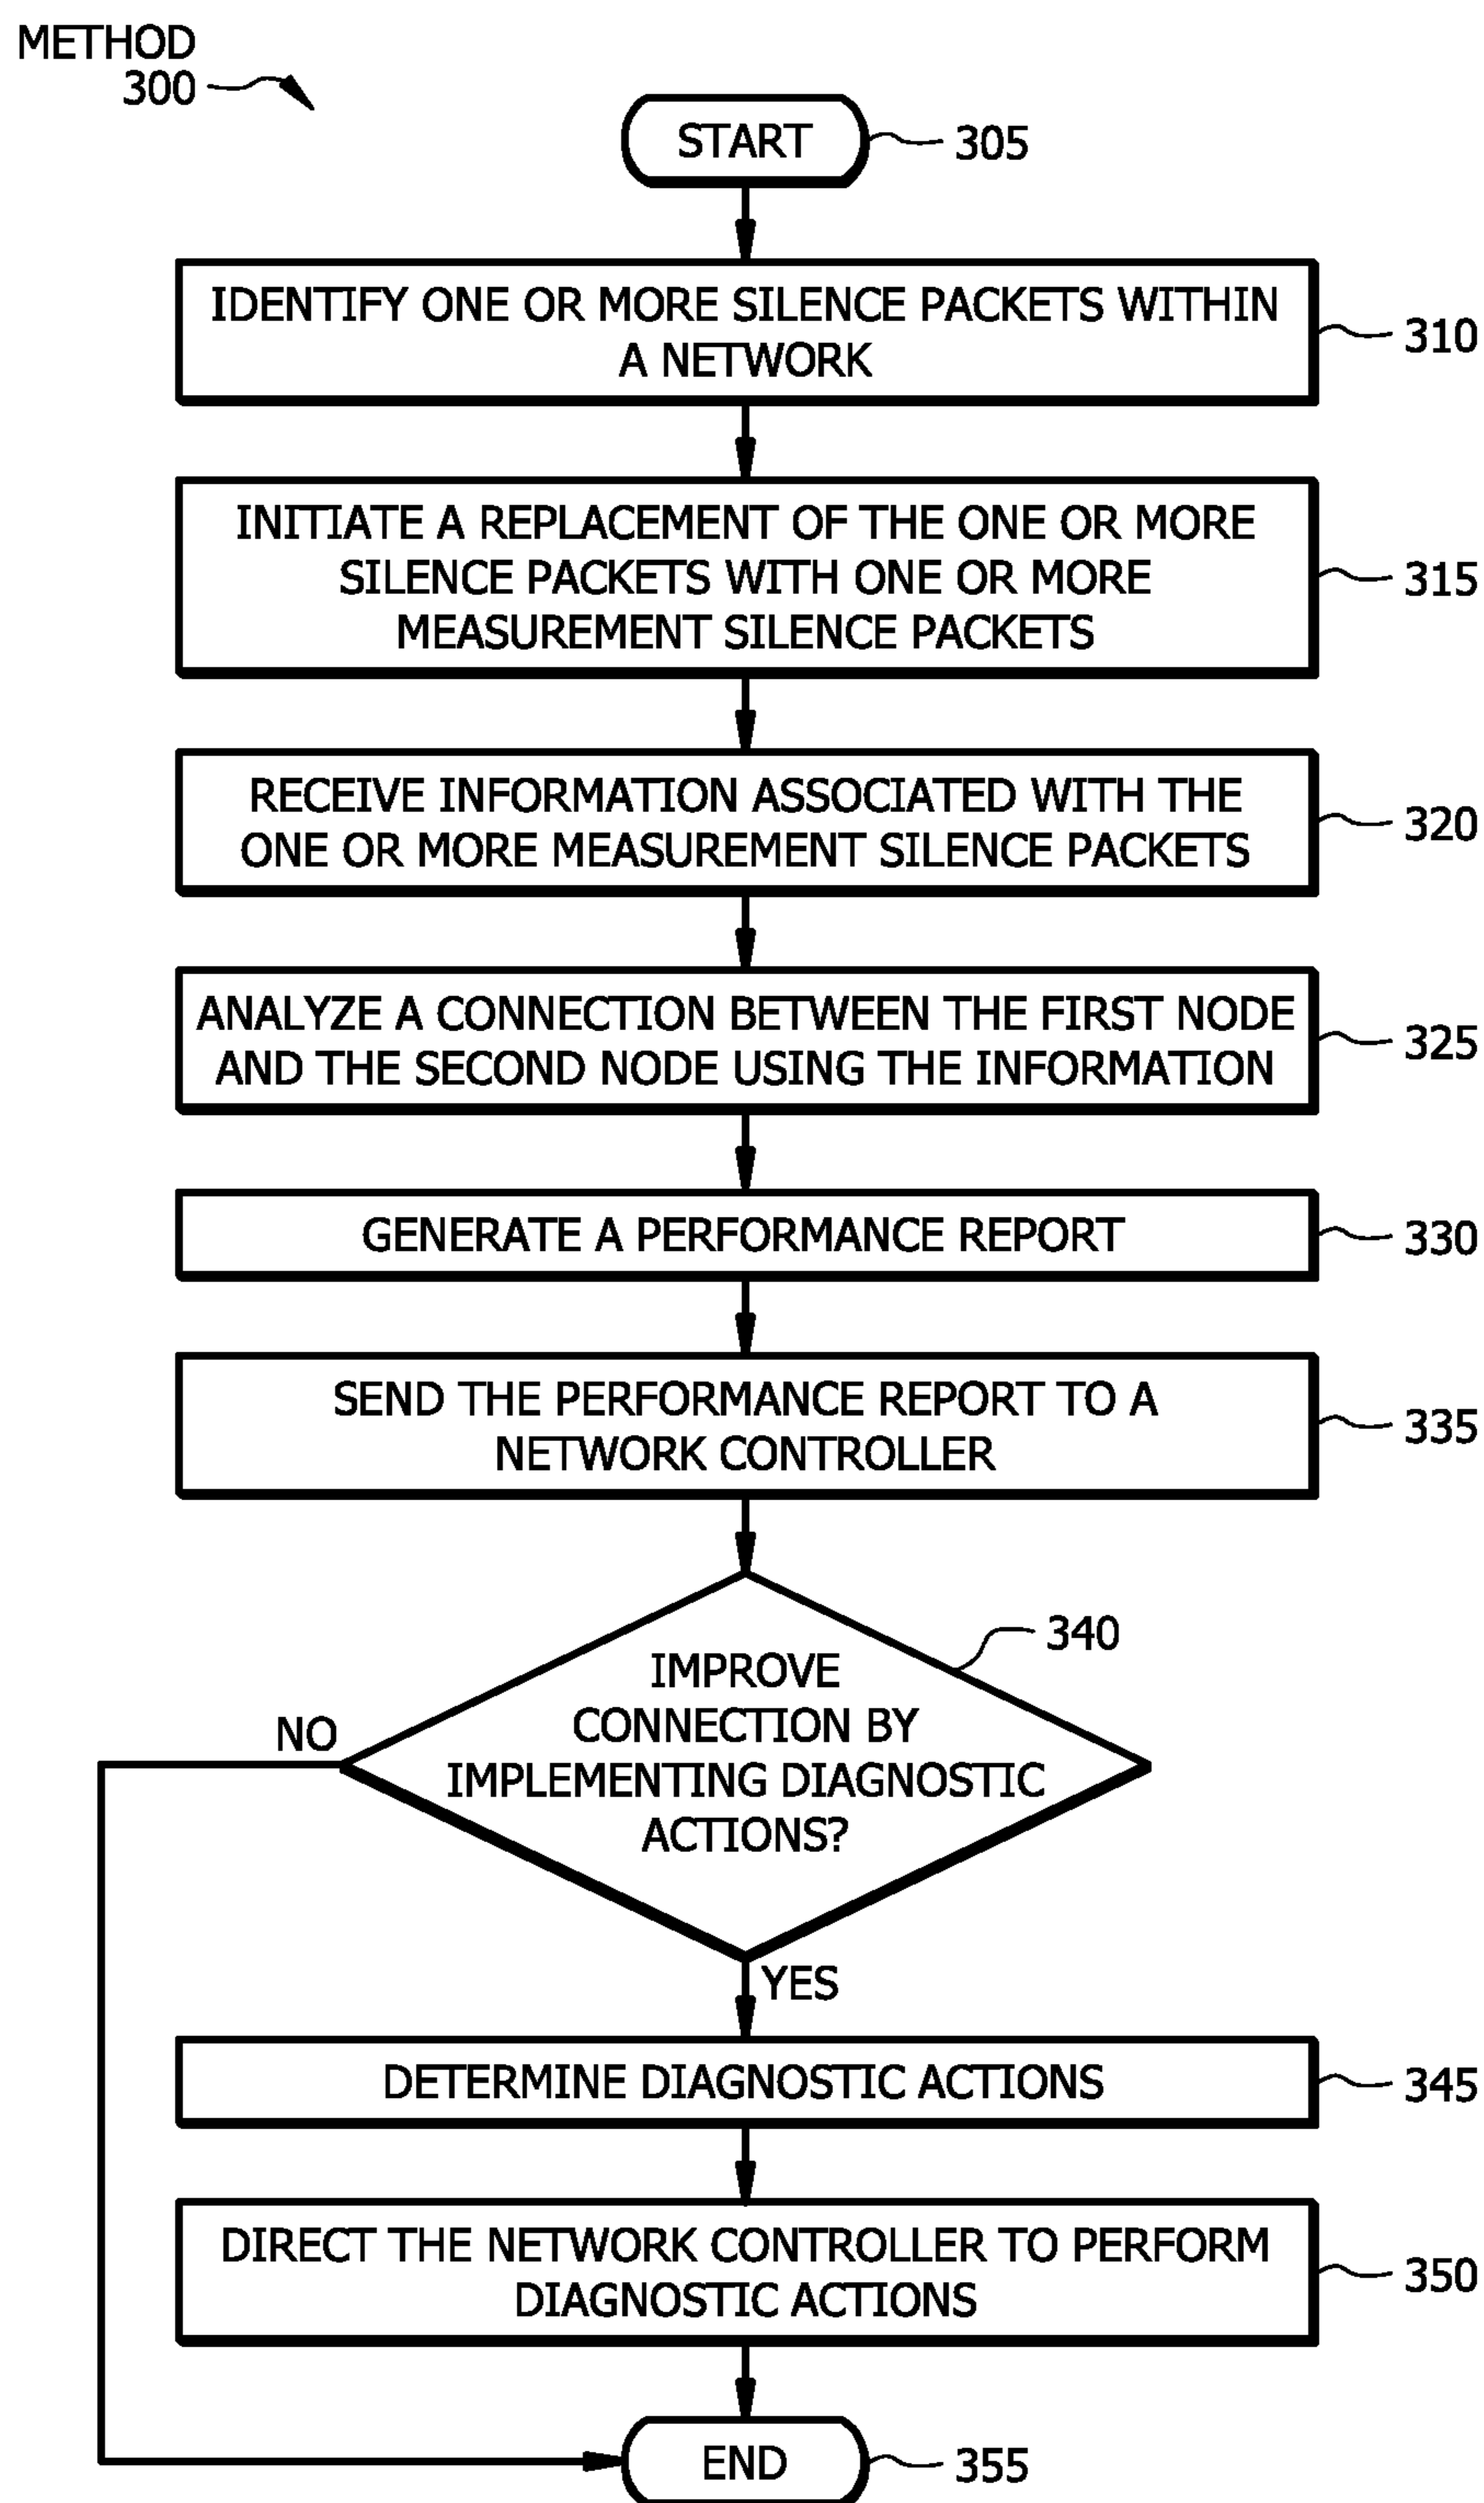 METHOD
300
START
305
IDENTIFY ONE OR MORE SILENCE PACKETS WITHIN
A NETWORK
310
INITIATE A REPLACEMENT OF THE ONE OR MORE
SILENCE PACKETS WITH ONE OR MORE
MEASUREMENT SILENCE PACKETS
315
RECEIVE INFORMATION ASSOCIATED WITH THE
ONE OR MORE MEASUREMENT SILENCE PACKETS
320
ANALYZE A CONNECTION BETWEEN THE FIRST NODE
AND THE SECOND NODE USING THE INFORMATION
325
GENERATE A PERFORMANCE REPORT
330
SEND THE PERFORMANCE REPORT TO A
NETWORK CONTROLLER
335
340
IMPROVE
CONNECTION BY
IMPLEMENTING DIAGNOSTIC
ACTIONS?
NO
YES
DETERMINE DIAGNOSTIC ACTIONS
345
DIRECT THE NETWORK CONTROLLER TO PERFORM
DIAGNOSTIC ACTIONS
350
END
355